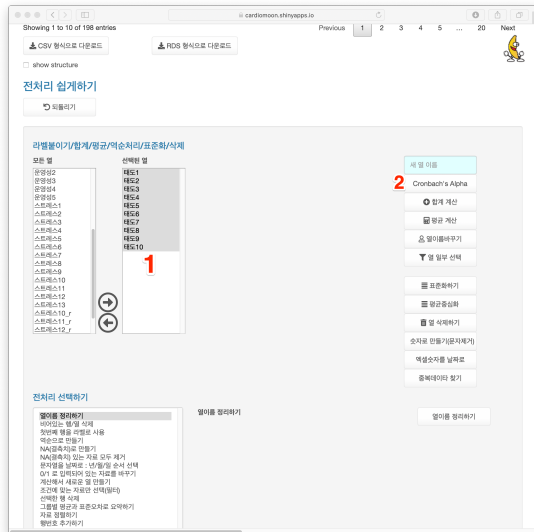 cardiomoon.shinyapps.io
Showing 1 to 10 of 198 entries
Previous 1 2 3 4 5 ... 20 Next
CSV 형식으로 다운로드
RDS 형식으로 다운로드
show structure
전처리 쉽게하기
되돌리기
라벨붙이기/합계/평균/역순처리/표준화/삭제
모든 열
운영성2
운영성3
운영성4
운영성5
스트레스1
스트레스2
스트레스3
스트레스4
스트레스5
스트레스6
스트레스7
스트레스8
스트레스9
스트레스10
스트레스11
스트레스12
스트레스13
스트레스10_r
스트레스11_r
스트레스12_r
선택된 열
태도1
태도2
태도3
태도4
태도5
태도6
태도7
태도8
태도9
태도10
1
새 열 이름
2
Cronbach's Alpha
합계 계산
평균 계산
열이름바꾸기
열 일부 선택
표준화하기
평균중심화
열 삭제하기
숫자로 만들기(문자제거)
엑셀숫자를 날짜로
중복데이타 찾기
전처리 선택하기
열이름 정리하기
비어있는 행/열 삭제
첫번째 행을 라벨로 사용
역순으로 만들기
NA(결측치)로 만들기
NA(결측치) 있는 자료 모두 제거
문자열을 날짜로 : 년/월/일 순서 선택
0/1 로 입력되어 있는 자료를 바꾸기
계산해서 새로운 열 만들기
조건에 맞는 자료만 선택(필터)
선택한 행 삭제
그룹별 평균과 표준오차로 요약하기
자료 정렬하기
행번호 추가하기
열이름 정리하기
열이름 정리하기